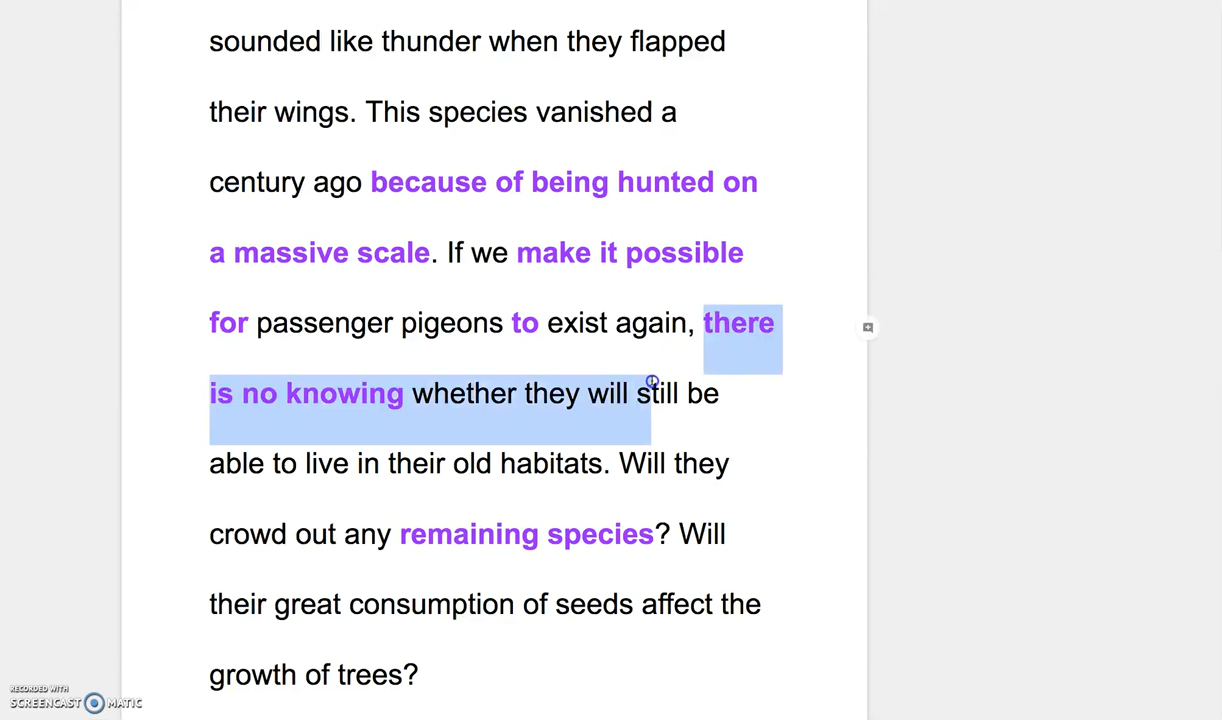 sounded like thunder when they flapped
their wings. This species vanished a
century ago because of being hunted on
a massive scale. If we make it possible
for passenger pigeons to exist again, there
is no knowing whether they will still be
able to live in their old habitats. Will they
crowd out any remaining species? Will
their great consumption of seeds affect the
growth of trees?
RECORDED WITH
SCREENCAST MATIC